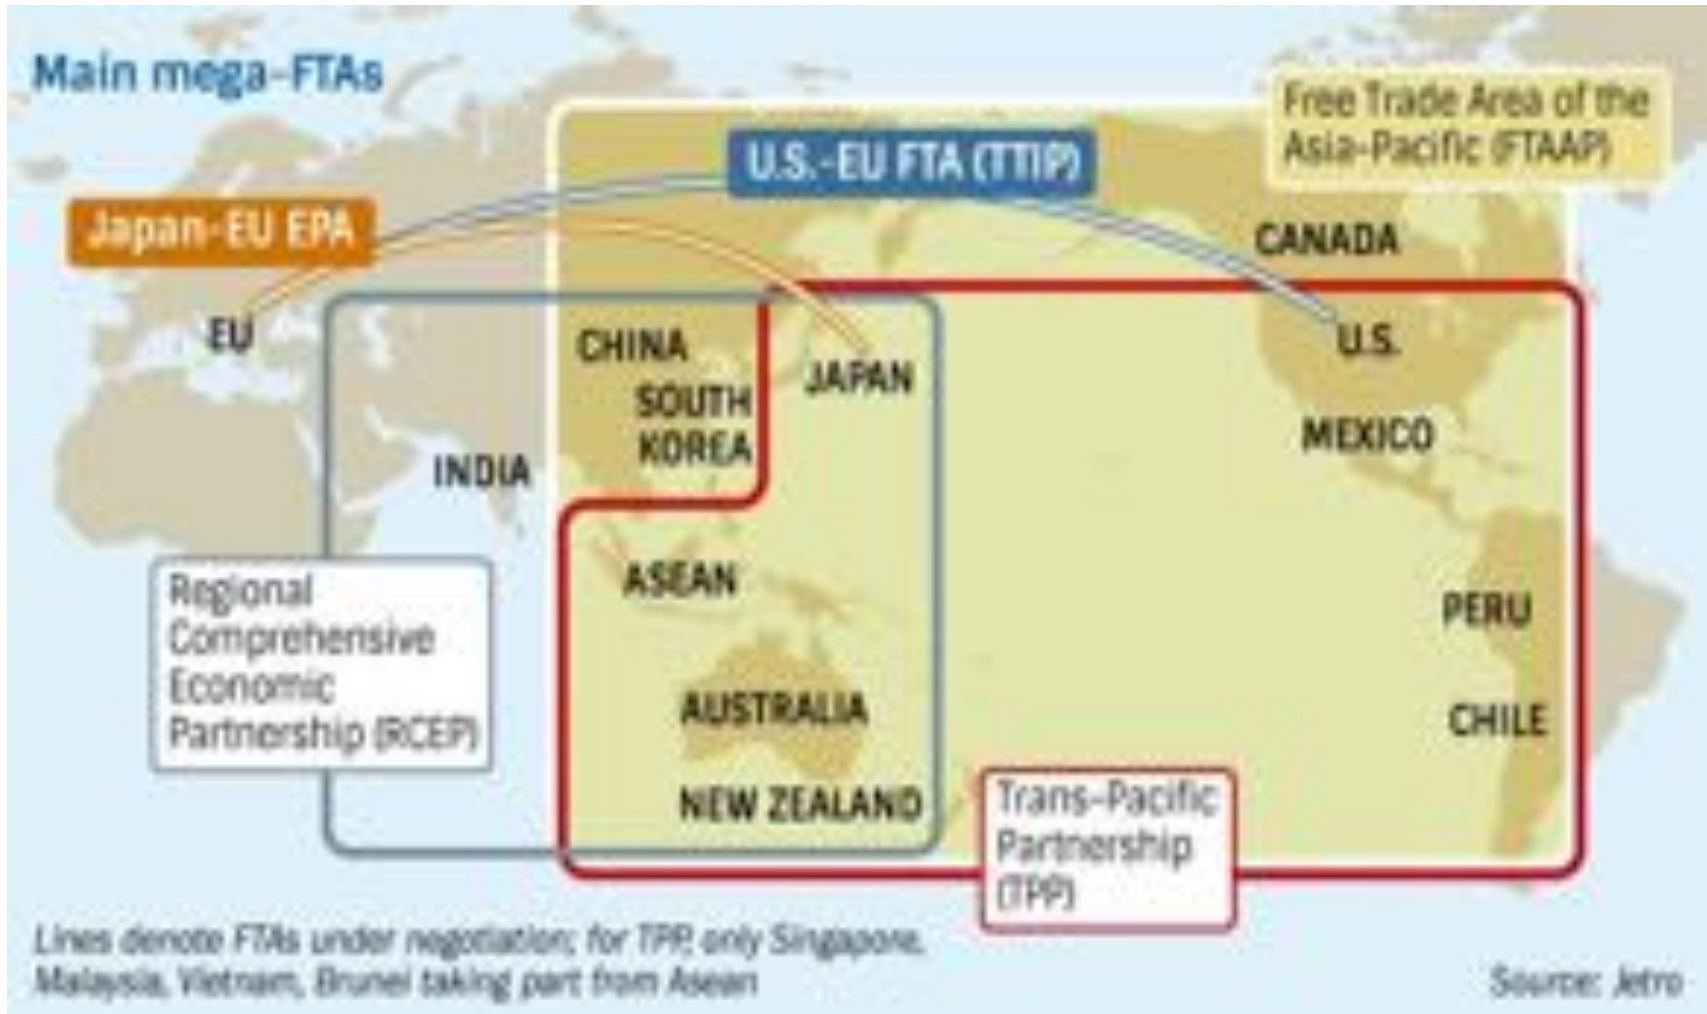 Main mega-FTAs
Free Trade Area of the
Asia-Pacific (FTAAP)
U.S.-EU FTA (TTIP)
Japan-EU EPA
CANADA
EU
CHINA
JAPAN
U.S.
SOUTH
KOREA
MEXICO
INDIA
ASEAN
PERU
Regional
Comprehensive
Economic
Partnership (RCEP)
AUSTRALIA
CHILE
NEW ZEALAND
Trans-Pacific
Partnership
(TPP)
Lines denote FTAs under negotiation; for TPP, only Singapore,
Malaysia, Vietnam, Brunei taking part from Asean
Source: Jetro